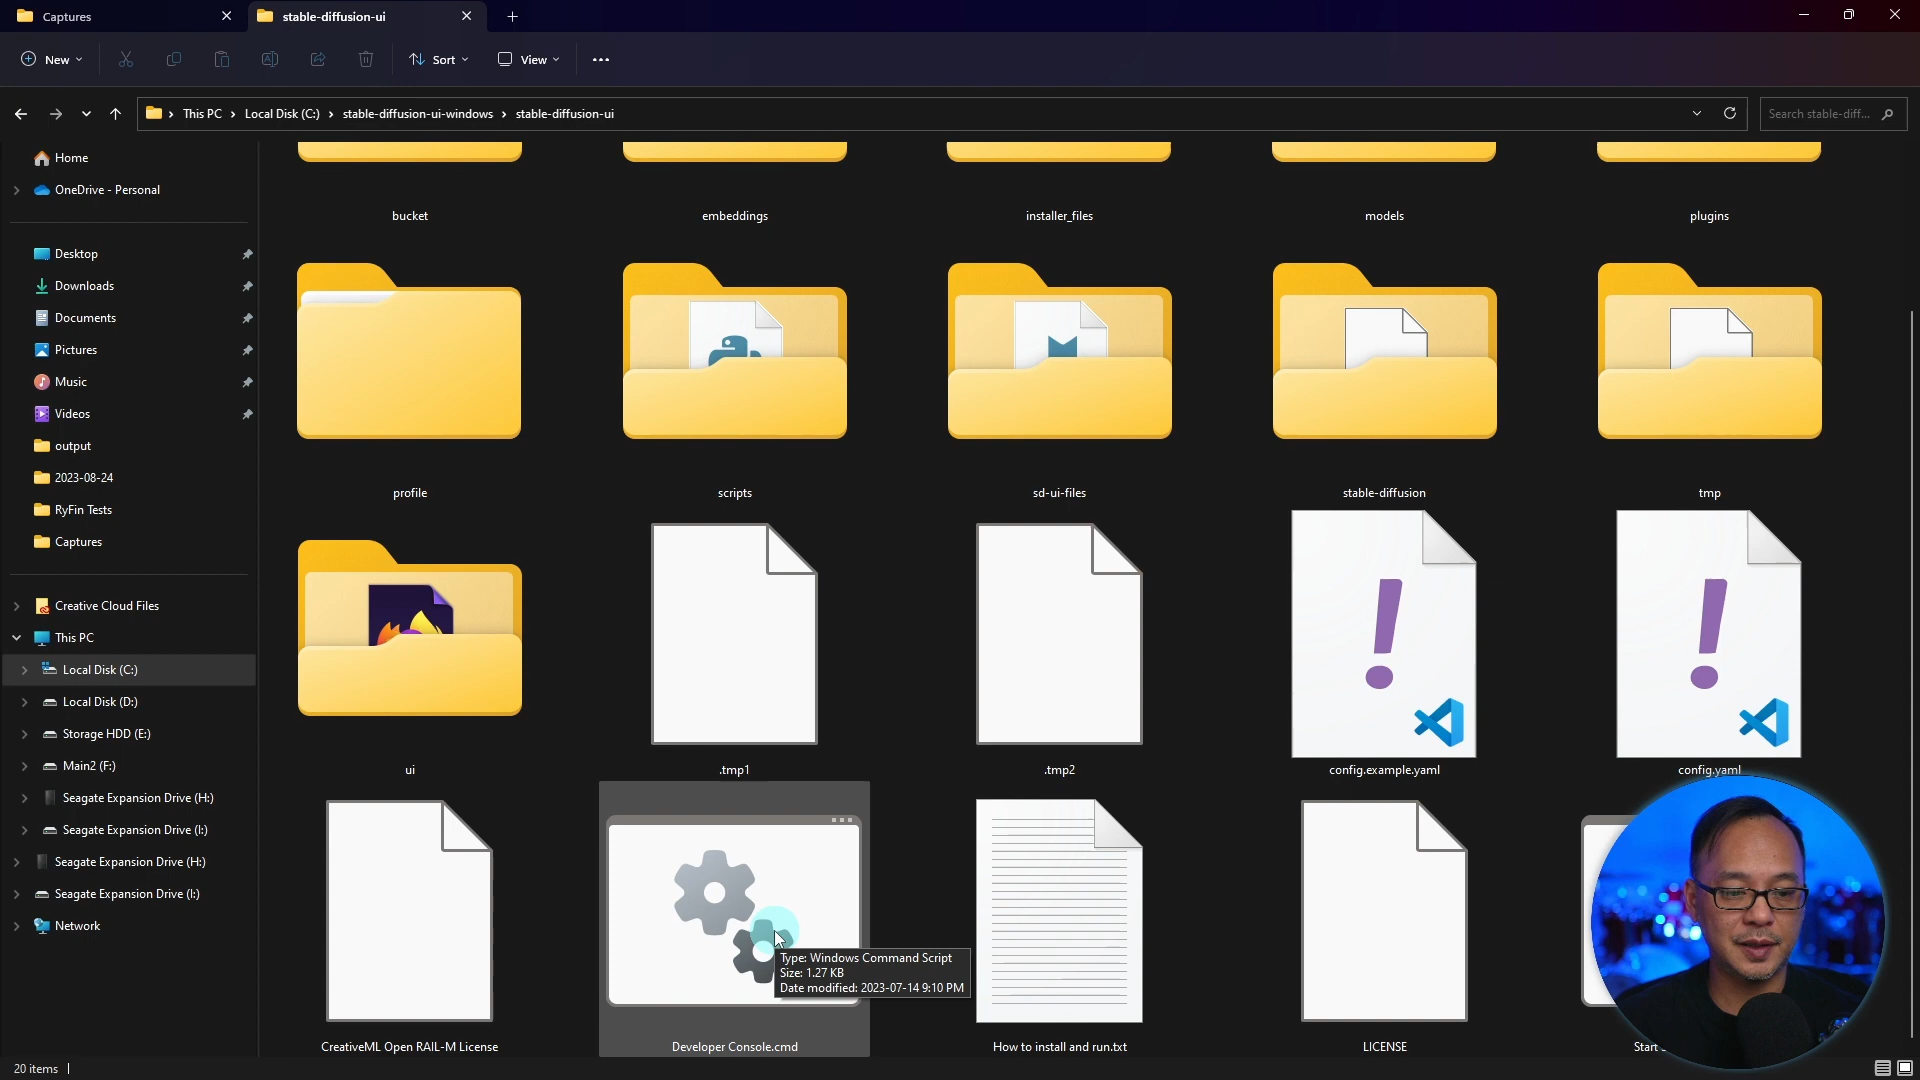 Captures
stable-diffusion-ui
New
Sort
View
This PC
Local Disk (C:)
stable-diffusion-ui-windows
stable-diffusion-ui
Search stable-diff...
Home
OneDrive - Personal
Desktop
Downloads
Documents
Pictures
Music
Videos
output
2023-08-24
RyFin Tests
Captures
Creative Cloud Files
This PC
Local Disk (C:)
Local Disk (D:)
Storage HDD (E:)
Main2 (F:)
Seagate Expansion Drive (H:)
Seagate Expansion Drive (I:)
Seagate Expansion Drive (H:)
Seagate Expansion Drive (I:)
Network
bucket
embeddings
installer_files
models
plugins
profile
scripts
sd-ui-files
stable-diffusion
tmp
ui
.tmp1
.tmp2
config.example.yaml
config.yaml
CreativeML Open RAIL-M License
Developer Console.cmd
How to install and run.txt
LICENSE
Start
Type: Windows Command Script
Size: 1.27 KB
Date modified: 2023-07-14 9:10 PM
20 items